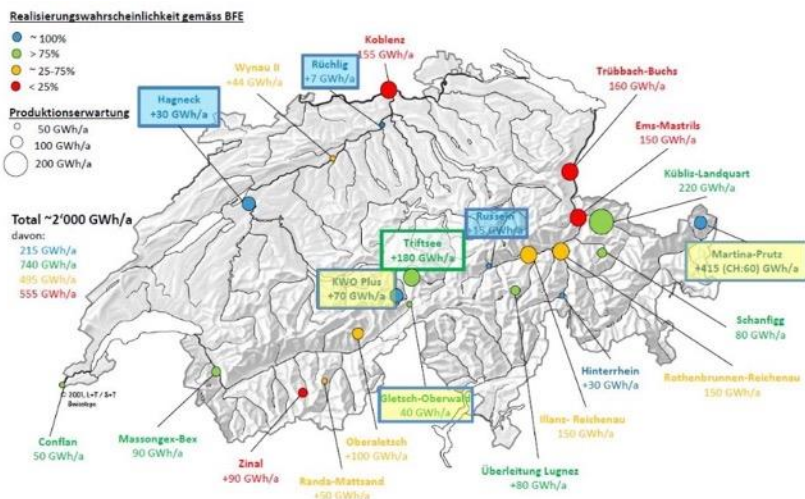 Realisierungswahrscheinlichkeit gemäss BFE
~ 100%
> 75%
~ 25-75%
< 25%
Produktionserwartung
50 GWh/a
100 GWh/a
200 GWh/a
Total ~2'000 GWh/a
davon:
215 GWh/a
740 GWh/a
495 GWh/a
555 GWh/a
Koblenz
155 GWh/a
Wynau II
+44 GWh/a
Rüchlig
+7 GWh/a
Hagneck
+30 GWh/a
Trübbach-Buchs
160 GWh/a
Ems-Mastrils
150 GWh/a
Küblis-Landquart
220 GWh/a
Russein
+15 GWh/a
Triftsee
+180 GWh/a
KWO Plus
+70 GWh/a
Martina-Prutz
+415 (CH:60) GWh/a
Schanfigg
80 GWh/a
Hinterrhein
+30 GWh/a
Rothenbrunnen-Reichenau
150 GWh/a
Gletsch-Oberwald
40 GWh/a
Illanz- Reichenau
150 GWh/a
Überleitung Lugnez
+80 GWh/a
Oberaletsch
+100 GWh/a
Randa-Mattsand
+50 GWh/a
Zinal
+90 GWh/a
Massongex-Bex
90 GWh/a
Conflan
50 GWh/a
© 2001, L+T / S+T